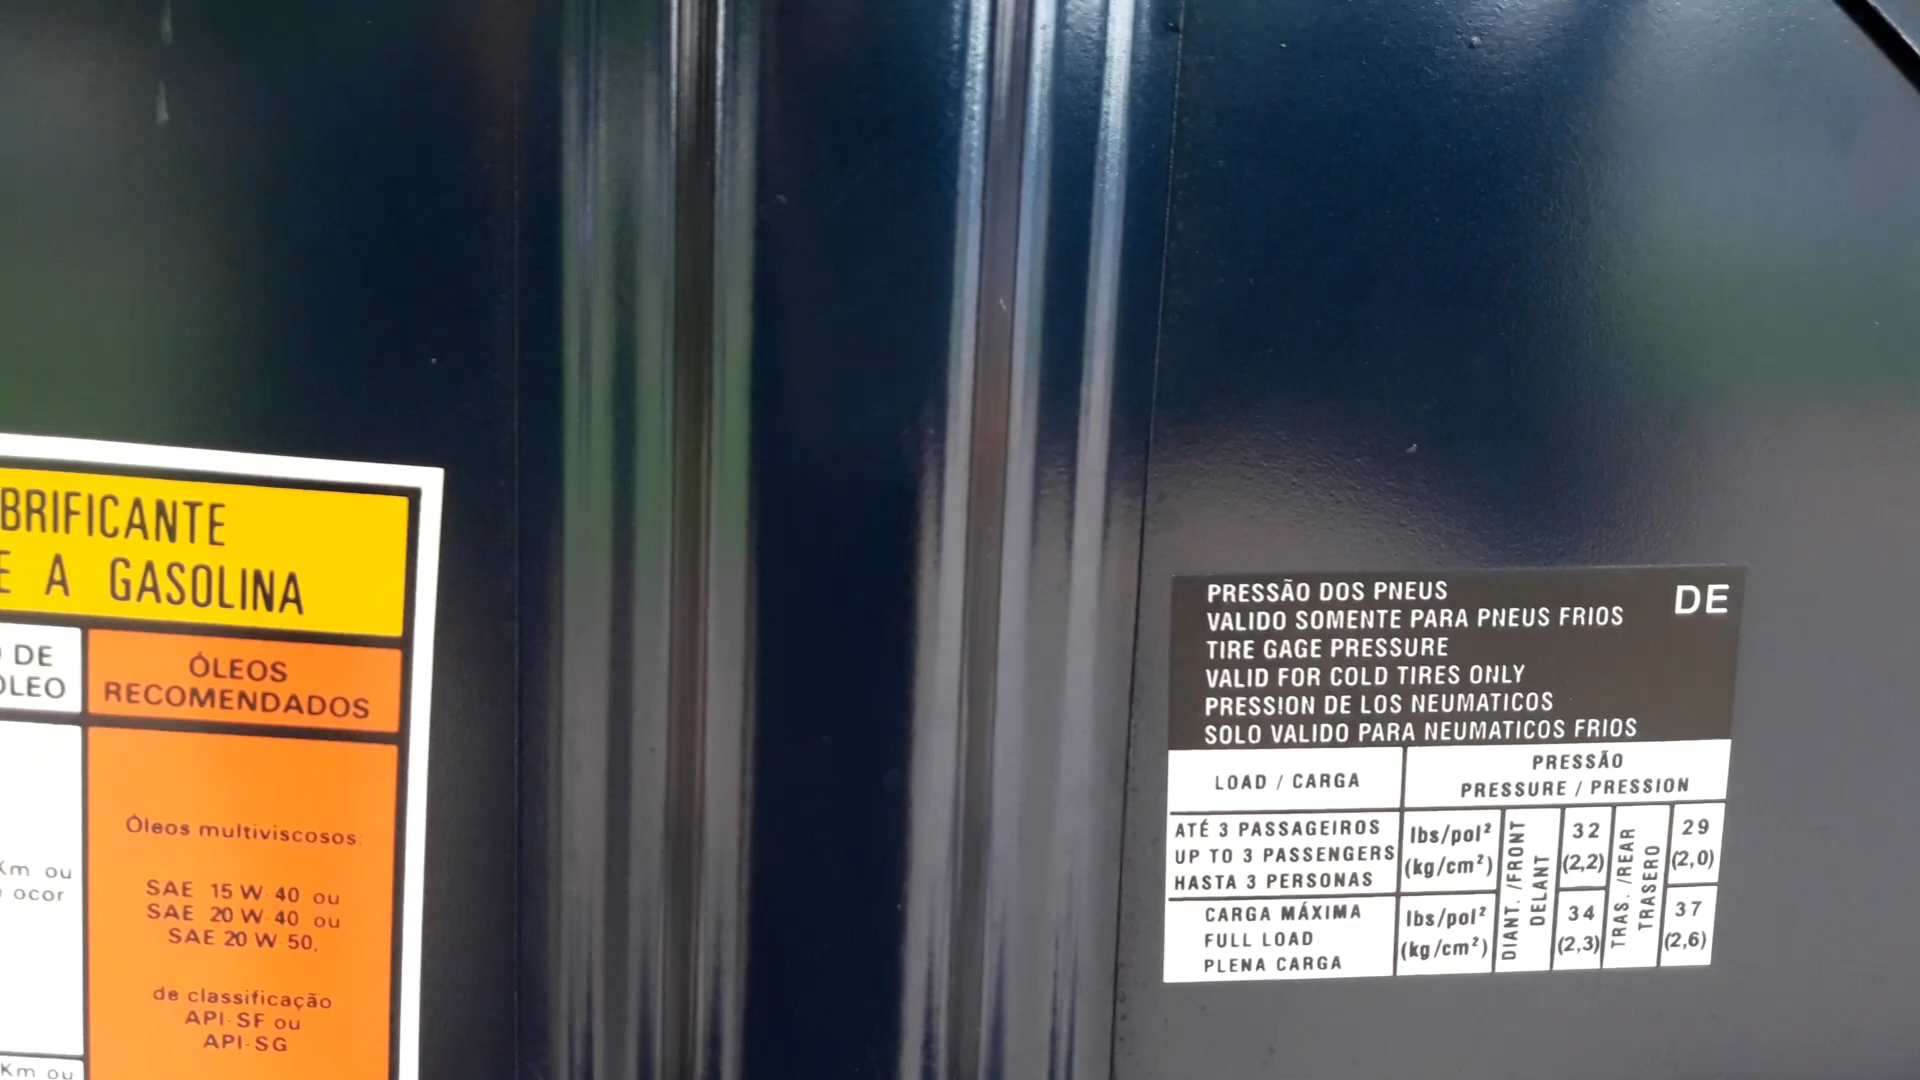 BRIFICANTE
E A GASOLINA
DE
ÓLEO
ÓLEOS
RECOMENDADOS
Óleos multiviscosos:
Km ou
ocor
SAE 15 W-40 ou
SAE 20 W-40 ou
SAE 20 W-50,
de classificação
API-SF ou
API-SG
Km ou
PRESSÃO DOS PNEUS
DE
VALIDO SOMENTE PARA PNEUS FRIOS
TIRE GAGE PRESSURE
VALID FOR COLD TIRES ONLY
PRESSION DE LOS NEUMATICOS
SOLO VALIDO PARA NEUMATICOS FRIOS
LOAD / CARGA
PRESSÃO
PRESSURE / PRESSION
ATÉ 3 PASSAGEIROS
UP TO 3 PASSENGERS
HASTA 3 PERSONAS
lbs/pol²
(kg/cm²)
DIANT. /FRONT
DELANT
32
(2,2)
TRAS. /REAR
TRASERO
29
(2,0)
CARGA MÁXIMA
FULL LOAD
PLENA CARGA
lbs/pol²
(kg/cm²)
34
(2,3)
37
(2,6)